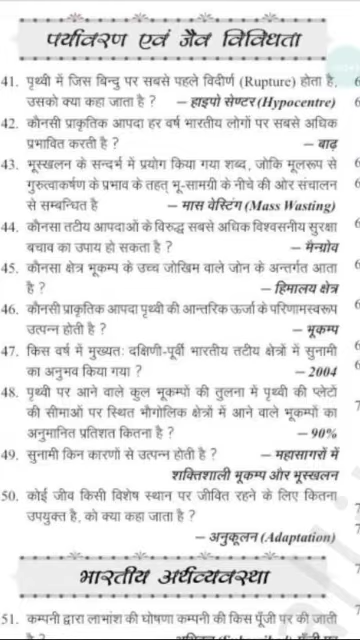 पर्यावरण एवं जैव विविधता
41. पृथ्वी में जिस बिन्दु पर सबसे पहले विदीर्ण (Rupture) होता है,
उसको क्या कहा जाता है ? – हाइपो सेण्टर (Hypocentre)
42. कौनसी प्राकृतिक आपदा हर वर्ष भारतीय लोगों पर सबसे अधिक
प्रभावित करती है ? – बाढ़
43. भूस्खलन के सन्दर्भ में प्रयोग किया गया शब्द, जोकि मूलरूप से
गुरुत्वाकर्षण के प्रभाव के तहत् भू-सामग्री के नीचे की ओर संचालन
से सम्बन्धित है – मास वेस्टिंग (Mass Wasting)
44. कौनसा तटीय आपदाओं के विरुद्ध सबसे अधिक विश्वसनीय सुरक्षा
बचाव का उपाय हो सकता है ? – मैन्ग्रोव
45. कौनसा क्षेत्र भूकम्प के उच्च जोखिम वाले जोन के अन्तर्गत आता
है ? – हिमालय क्षेत्र
46. कौनसी प्राकृतिक आपदा पृथ्वी की आन्तरिक ऊर्जा के परिणामस्वरूप
उत्पन्न होती है ? – भूकम्प
47. किस वर्ष में मुख्यतः दक्षिणी-पूर्वी भारतीय तटीय क्षेत्रों में सुनामी
का अनुभव किया गया ? – 2004
48. पृथ्वी पर आने वाले कुल भूकम्पों की तुलना में पृथ्वी की प्लेटों
की सीमाओं पर स्थित भौगोलिक क्षेत्रों में आने वाले भूकम्पों का
अनुमानित प्रतिशत कितना है ? – 90%
49. सुनामी किन कारणों से उत्पन्न होती है ? – महासागरों में
शक्तिशाली भूकम्प और भूस्खलन
50. कोई जीव किसी विशेष स्थान पर जीवित रहने के लिए कितना
उपयुक्त है, को क्या कहा जाता है ?
– अनुकूलन (Adaptation)
भारतीय अर्थव्यवस्था
51. कम्पनी द्वारा लाभांश की घोषणा कम्पनी की किस पूँजी पर की जाती